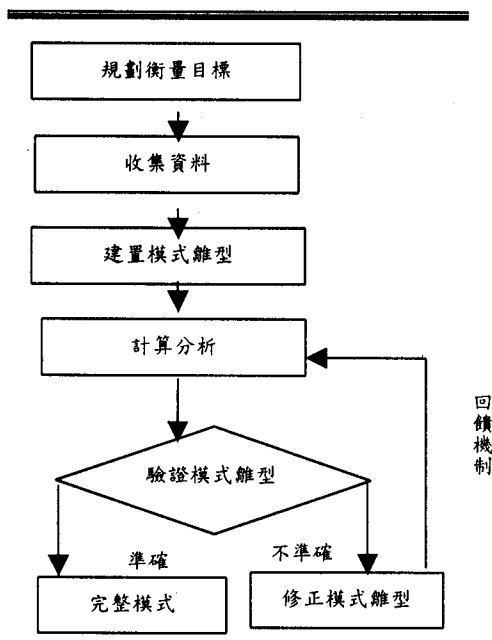 規劃衡量目標
收集資料
建置模式雛型
計算分析
回饋機制
驗證模式雛型
準確
不準確
完整模式
修正模式雛型